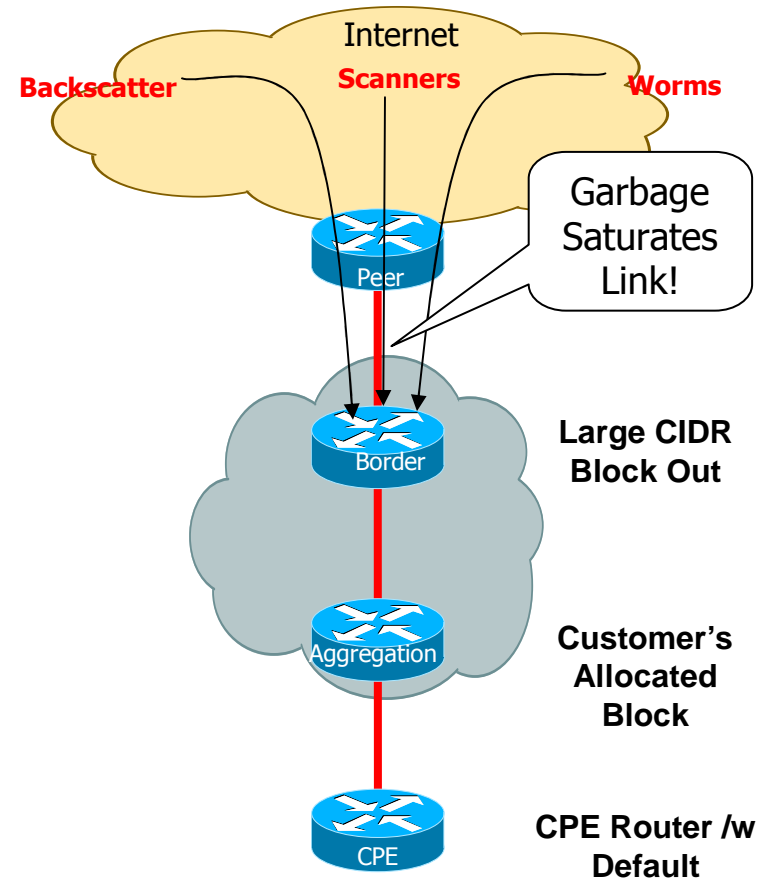 Internet
Backscatter
Scanners
Worms
Garbage
Saturates
Link!
Peer
Border
Large CIDR
Block Out
Aggregation
Customer’s
Allocated
Block
CPE
CPE Router /w
Default